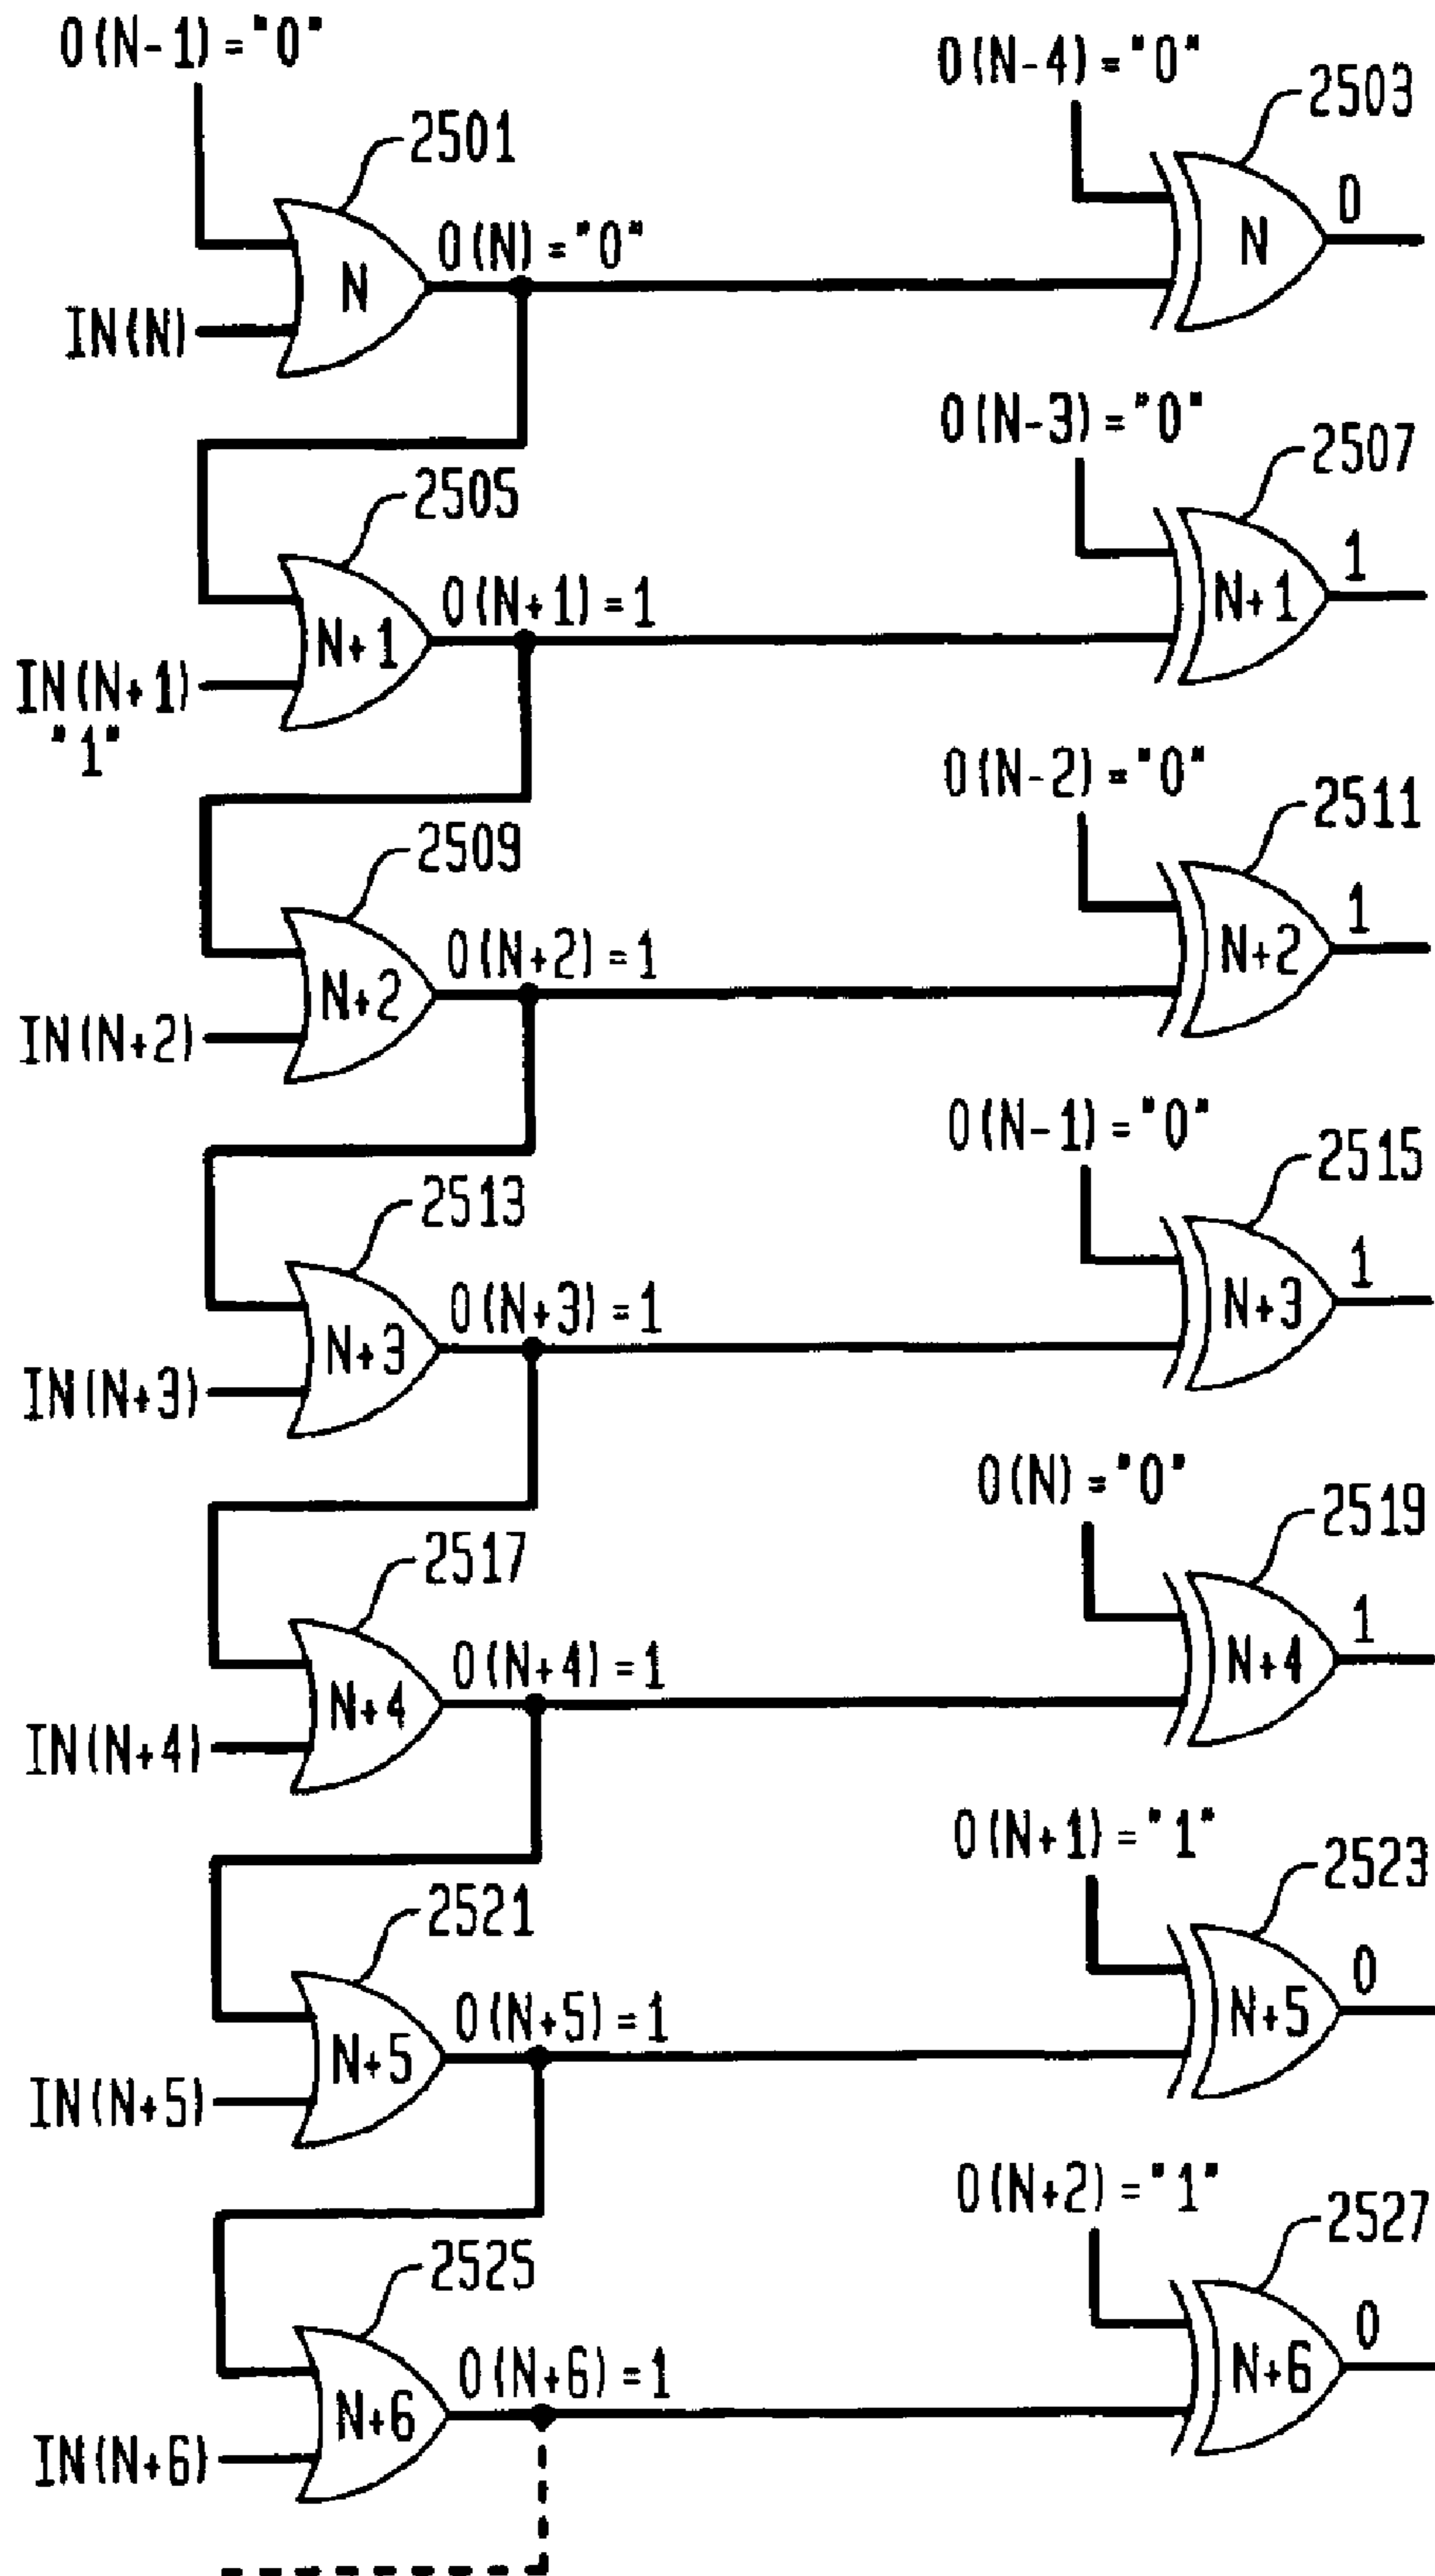 0(N-1)="0"
0(N-4)="0"
2503
2501
0
0(N)="0"
N
N
IN(N)
0(N-3)="0"
2507
2505
1
0(N+1)=1
N+1
N+1
IN(N+1)
"1"
0(N-2)="0"
2511
2509
1
0(N+2)=1
N+2
N+2
IN(N+2)
0(N-1)="0"
2515
2513
1
0(N+3)=1
N+3
N+3
IN(N+3)
0(N)="0"
2519
2517
1
0(N+4)=1
N+4
N+4
IN(N+4)
0(N+1)="1"
2523
2521
0
0(N+5)=1
N+5
N+5
IN(N+5)
0(N+2)="1"
2527
2525
0
0(N+6)=1
N+6
N+6
IN(N+6)